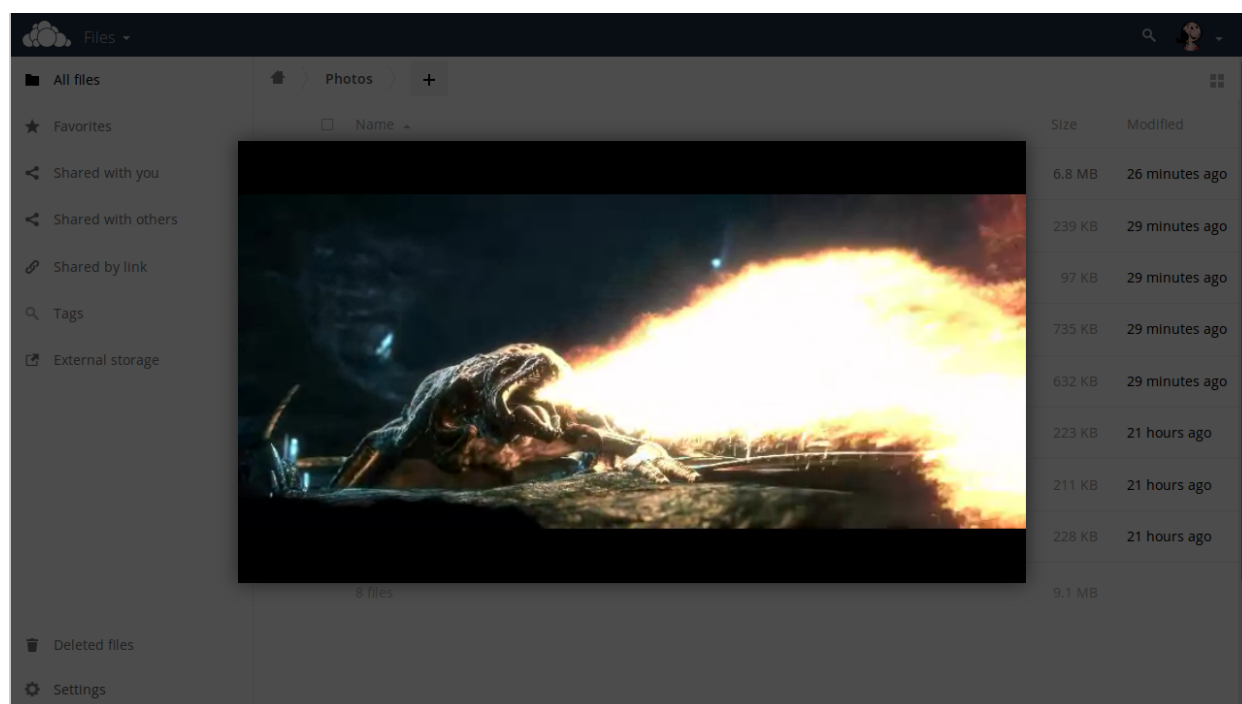 Files
All files
Photos +
Favorites
Name
Size
Modified
Shared with you
6.8 MB 26 minutes ago
Shared with others
239 KB 29 minutes ago
Shared by link
97 KB 29 minutes ago
Tags
735 KB 29 minutes ago
External storage
632 KB 29 minutes ago
223 KB 21 hours ago
211 KB 21 hours ago
228 KB 21 hours ago
8 files
9.1 MB
Deleted files
Settings